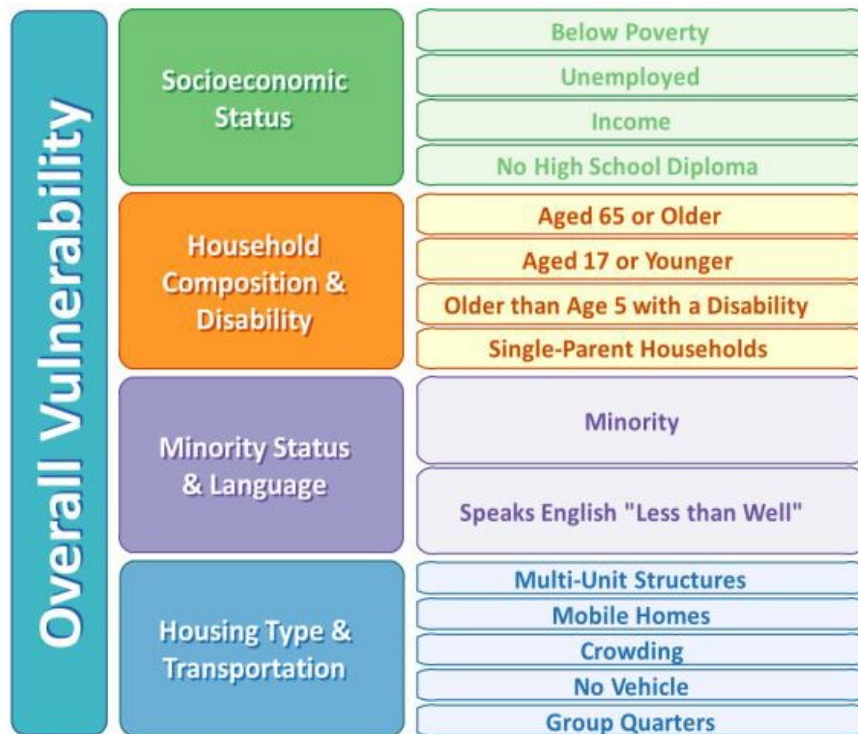 Overall Vulnerability
Socioeconomic
Status
Below Poverty
Unemployed
Income
No High School Diploma
Household
Composition &
Disability
Aged 65 or Older
Aged 17 or Younger
Older than Age 5 with a Disability
Single-Parent Households
Minority Status
& Language
Minority
Speaks English "Less than Well"
Housing Type &
Transportation
Multi-Unit Structures
Mobile Homes
Crowding
No Vehicle
Group Quarters